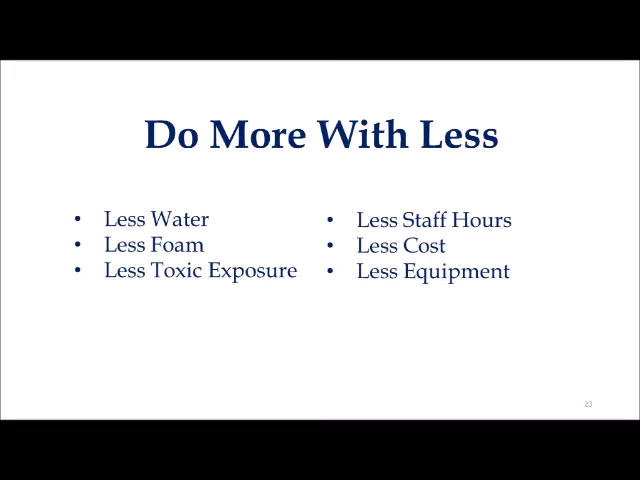 Do More With Less
• Less Water
• Less Foam
• Less Toxic Exposure
• Less Staff Hours
• Less Cost
• Less Equipment
23